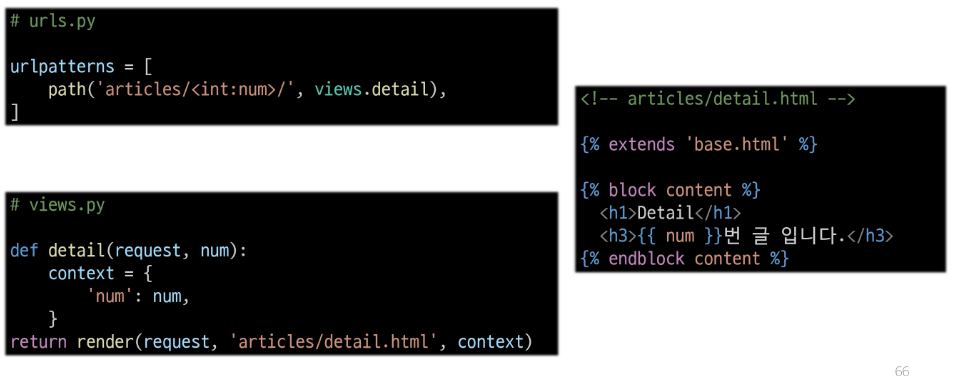 # urls.py
urlpatterns = [
    path('articles/<int:num>/', views.detail),
]
# views.py
def detail(request, num):
    context = {
        'num': num,
    }
return render(request, 'articles/detail.html', context)
<!-- articles/detail.html -->
{% extends 'base.html' %}
{% block content %}
  <h1>Detail</h1>
  <h3>{{ num }}번 글 입니다.</h3>
{% endblock content %}
66